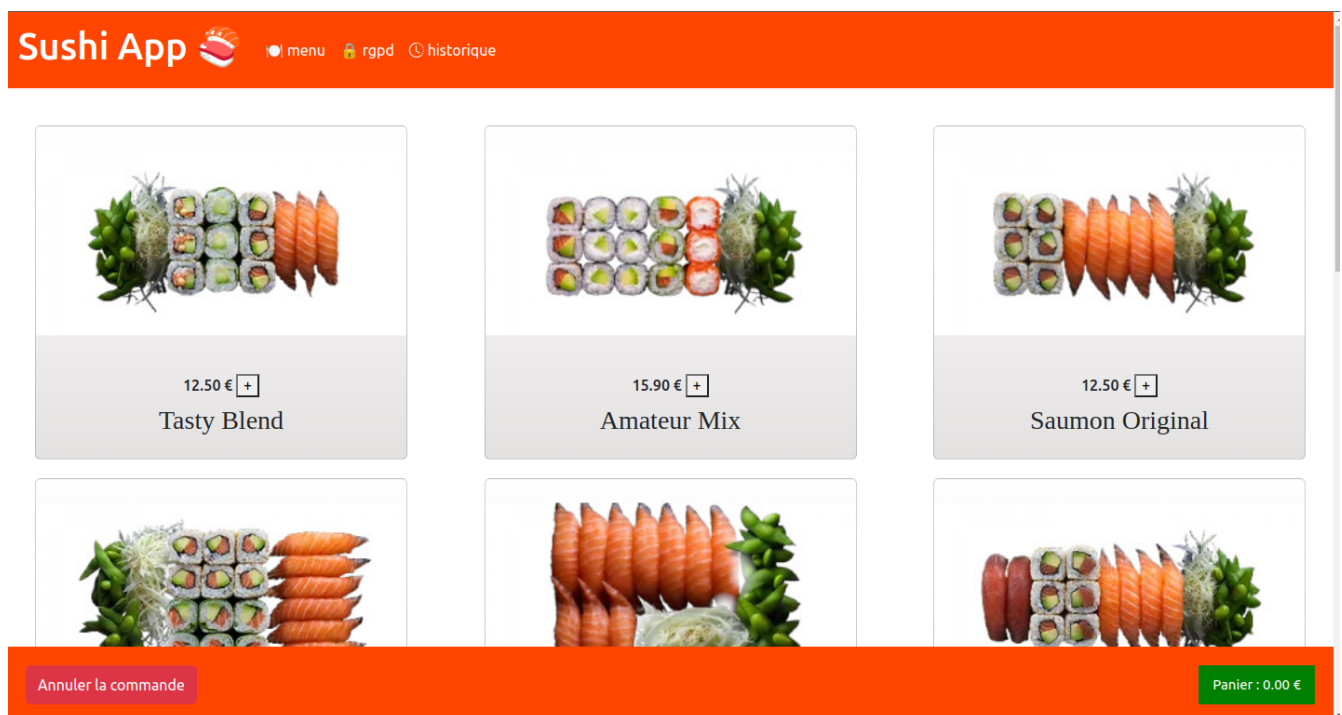 Sushi App 🍣 🍽️ menu 🔒 rgpd 🕓 historique
12.50 € +
Tasty Blend
15.90 € +
Amateur Mix
12.50 € +
Saumon Original
Annuler la commande
Panier : 0.00 €